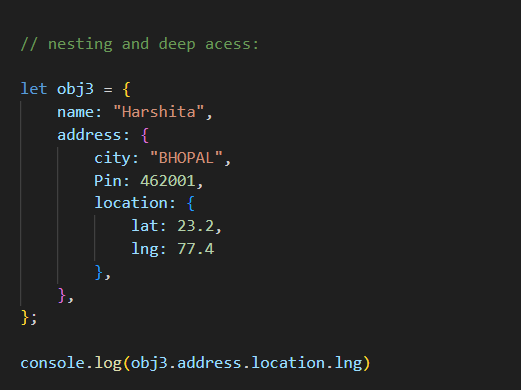 // nesting and deep acess:
let obj3 = {
    name: "Harshita",
    address: {
        city: "BHOPAL",
        Pin: 462001,
        location: {
            lat: 23.2,
            lng: 77.4
        },
    },
};
console.log(obj3.address.location.lng)